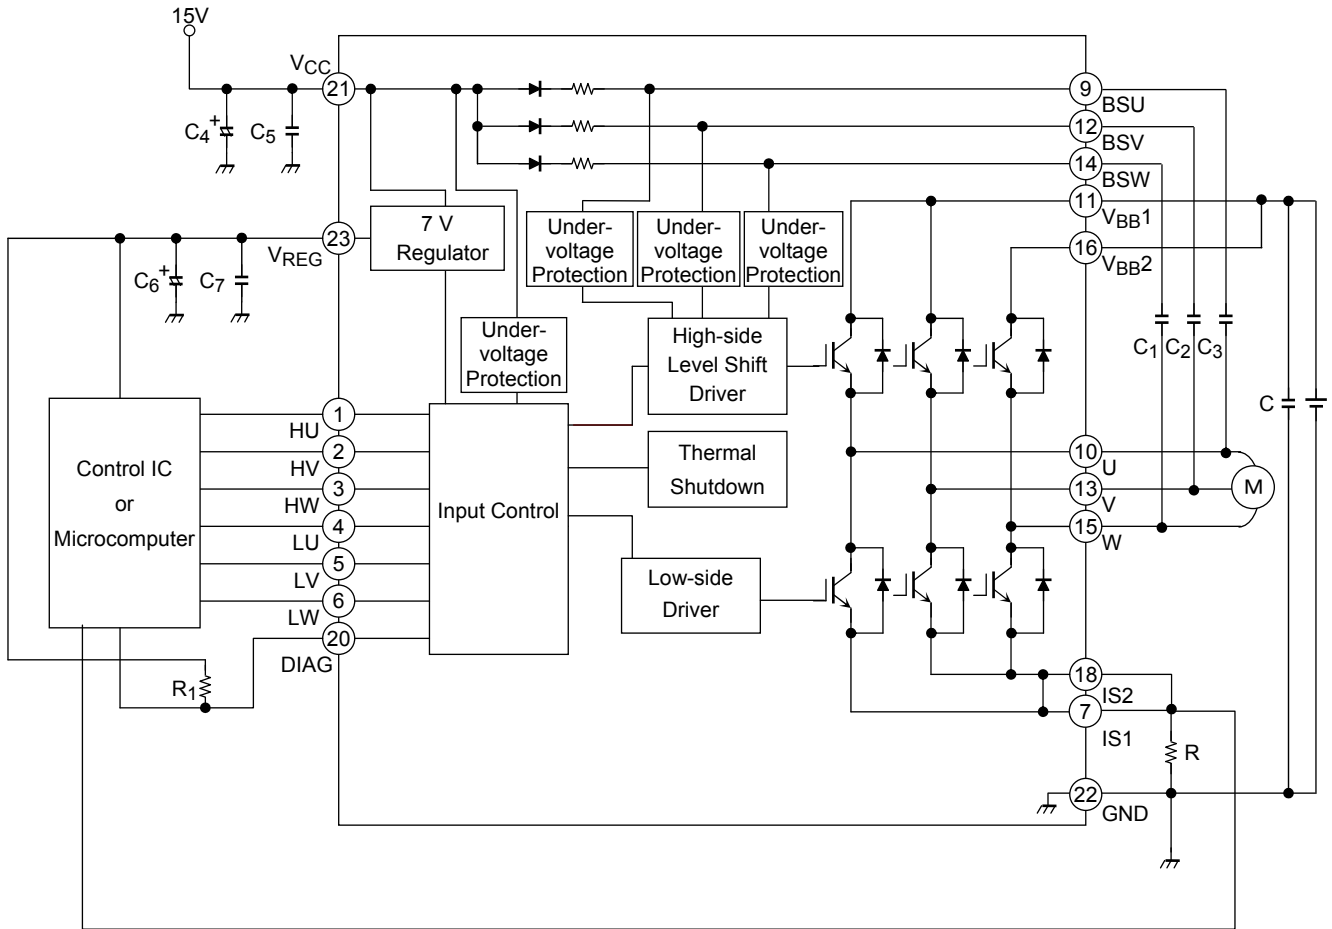 15V
VCC
21
9
BSU
C4
+
C5
12
BSV
14
BSW
11
VBB1
16
VBB2
23
VREG
7 V
Regulator
Under-
voltage
Protection
Under-
voltage
Protection
Under-
voltage
Protection
C6
+
C7
Under-
voltage
Protection
High-side
Level Shift
Driver
C1
C2
C3
C
Control IC
or
Microcomputer
1
HU
2
HV
3
HW
4
LU
5
LV
6
LW
20
DIAG
Input Control
Thermal
Shutdown
Low-side
Driver
10
U
13
V
15
W
M
R1
18
IS2
7
IS1
R
22
GND